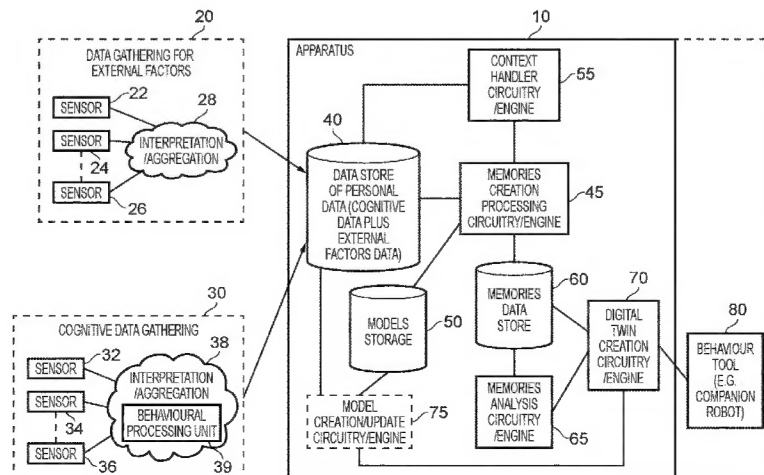 20
DATA GATHERING FOR
EXTERNAL FACTORS
SENSOR
22
SENSOR
24
SENSOR
26
28
INTERPRETATION
/AGGREGATION
30
COGNITIVE DATA GATHERING
SENSOR
32
SENSOR
34
SENSOR
36
38
INTERPRETATION
/AGGREGATION
BEHAVIOURAL
PROCESSING UNIT
39
10
APPARATUS
40
DATA STORE
OF PERSONAL
DATA (COGNITIVE
DATA PLUS
EXTERNAL
FACTORS DATA)
CONTEXT
HANDLER
CIRCUITRY
/ENGINE
55
MEMORIES
CREATION
PROCESSING
CIRCUITRY/ENGINE
45
MODELS
STORAGE
50
60
MEMORIES
DATA
STORE
MODEL
CREATION/UPDATE
CIRCUITRY/ENGINE
75
MEMORIES
ANALYSIS
CIRCUITRY
/ENGINE
65
70
DIGITAL
TWIN
CREATION
CIRCUITRY
/ENGINE
80
BEHAVIOUR
TOOL
(E.G.
COMPANION
ROBOT)